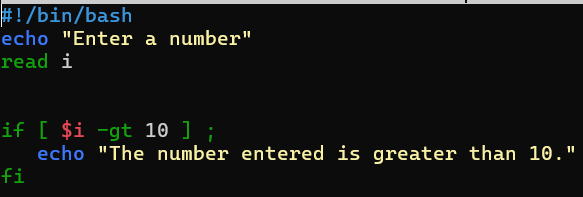 #!/bin/bash
echo "Enter a number"
read i
if [ $i -gt 10 ] ;
echo "The number entered is greater than 10."
fi